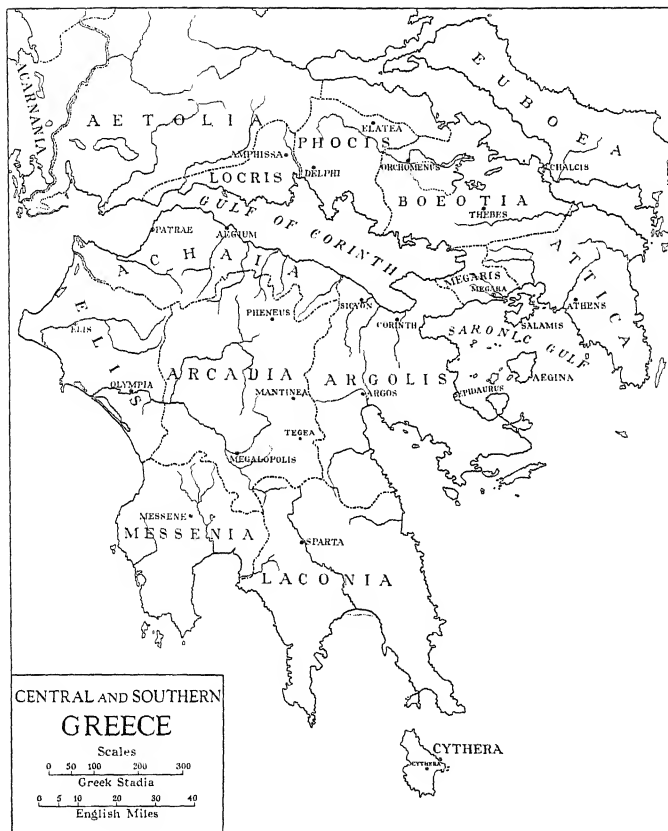 EUBOEA
ACARNANIA
AETOLIA
PHOCIS
ELATEA
AMPHISSA
DELPHI
ORCHOMENUS
CHALCIS
LOCRIS
BOEOTIA
THEBES
GULF OF CORINTH
PATRAE
AEGIUM
ACHAIA
ATTICA
MEGARIS
MEGARA
ATHENS
SALAMIS
SICYON
CORINTH
PHENEUS
SARONIC GULF
ELIS
ELIS
OLYMPIA
ARCADIA
ARGOLIS
AEGINA
EPIDAURUS
MANTINEA
ARGOS
TEGEA
MEGALOPOLIS
MESSENE
MESSENIA
SPARTA
LACONIA
CYTHERA
CYTHERA
CENTRAL AND SOUTHERN
GREECE
Scales
0 50 100 200 300
Greek Stadia
0 5 10 20 30 40
English Miles